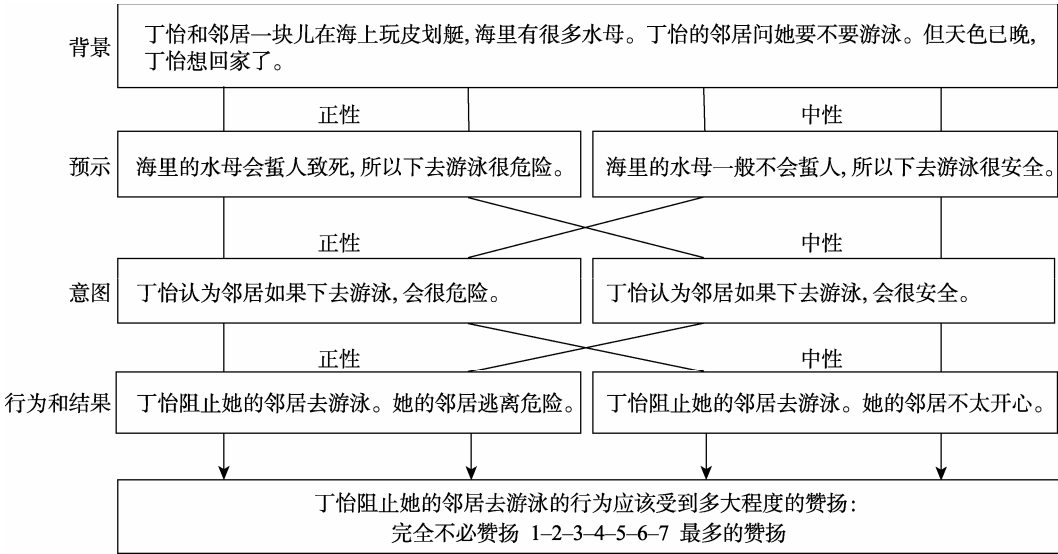 背景
丁怡和邻居一块儿在海上玩皮划艇, 海里有很多水母。丁怡的邻居问她要不要游泳。但天色已晚,
丁怡想回家了。
正性 中性
预示
海里的水母会蜇人致死, 所以下去游泳很危险。
海里的水母一般不会蜇人, 所以下去游泳很安全。
正性 中性
意图
丁怡认为邻居如果下去游泳, 会很危险。
丁怡认为邻居如果下去游泳, 会很安全。
正性 中性
行为和结果
丁怡阻止她的邻居去游泳。她的邻居逃离危险。
丁怡阻止她的邻居去游泳。她的邻居不太开心。
丁怡阻止她的邻居去游泳的行为应该受到多大程度的赞扬:
完全不必赞扬 1–2–3–4–5–6–7 最多的赞扬